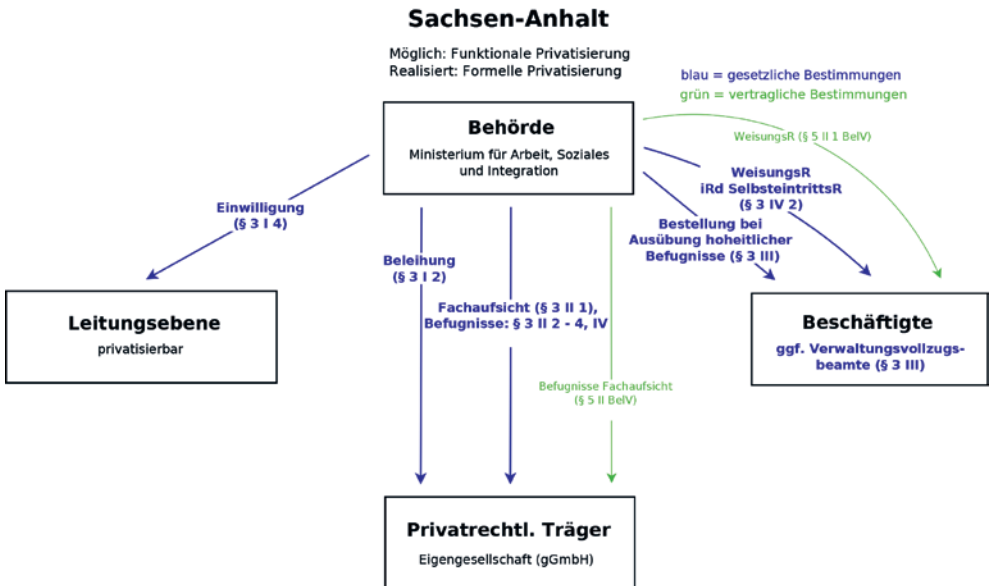 Sachsen-Anhalt
Möglich: Funktionale Privatisierung
Realisiert: Formelle Privatisierung
blau = gesetzliche Bestimmungen
grün = vertragliche Bestimmungen
Behörde
Ministerium für Arbeit, Soziales
und Integration
WeisungsR (§ 5 II 1 BelV)
WeisungsR
iRd SelbsteintrittsR
(§ 3 IV 2)
Einwilligung
(§ 3 I 4)
Bestellung bei
Ausübung hoheitlicher
Befugnisse (§ 3 III)
Beleihung
(§ 3 I 2)
Fachaufsicht (§ 3 II 1),
Befugnisse: § 3 II 2 - 4, IV
Leitungsebene
privatisierbar
Beschäftigte
ggf. Verwaltungsvollzugs-
beamte (§ 3 III)
Befugnisse Fachaufsicht
(§ 5 II BelV)
Privatrechtl. Träger
Eigengesellschaft (gGmbH)